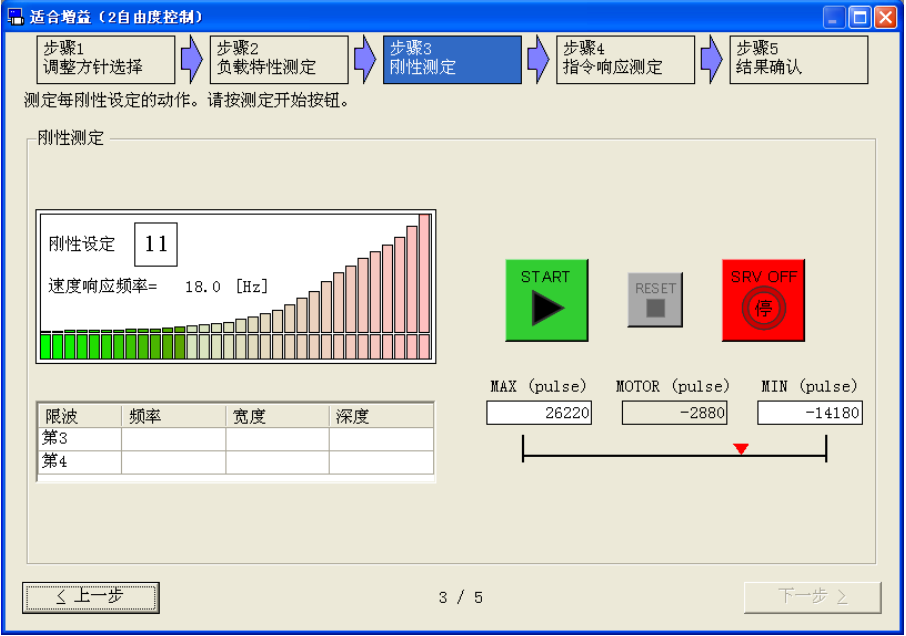 适合增益（2自由度控制）
步骤1
调整方针选择
步骤2
负载特性测定
步骤3
刚性测定
步骤4
指令响应测定
步骤5
结果确认
测定每刚性设定的动作。请按测定开始按钮。
刚性测定
刚性设定 11
速度响应频率= 18.0 [Hz]
START
RESET
SRV OFF
停
MAX (pulse) MOTOR (pulse) MIN (pulse)
26220 -2880 -14180
限波 频率 宽度 深度
第3
第4
< 上一步
3 / 5
下一步 >